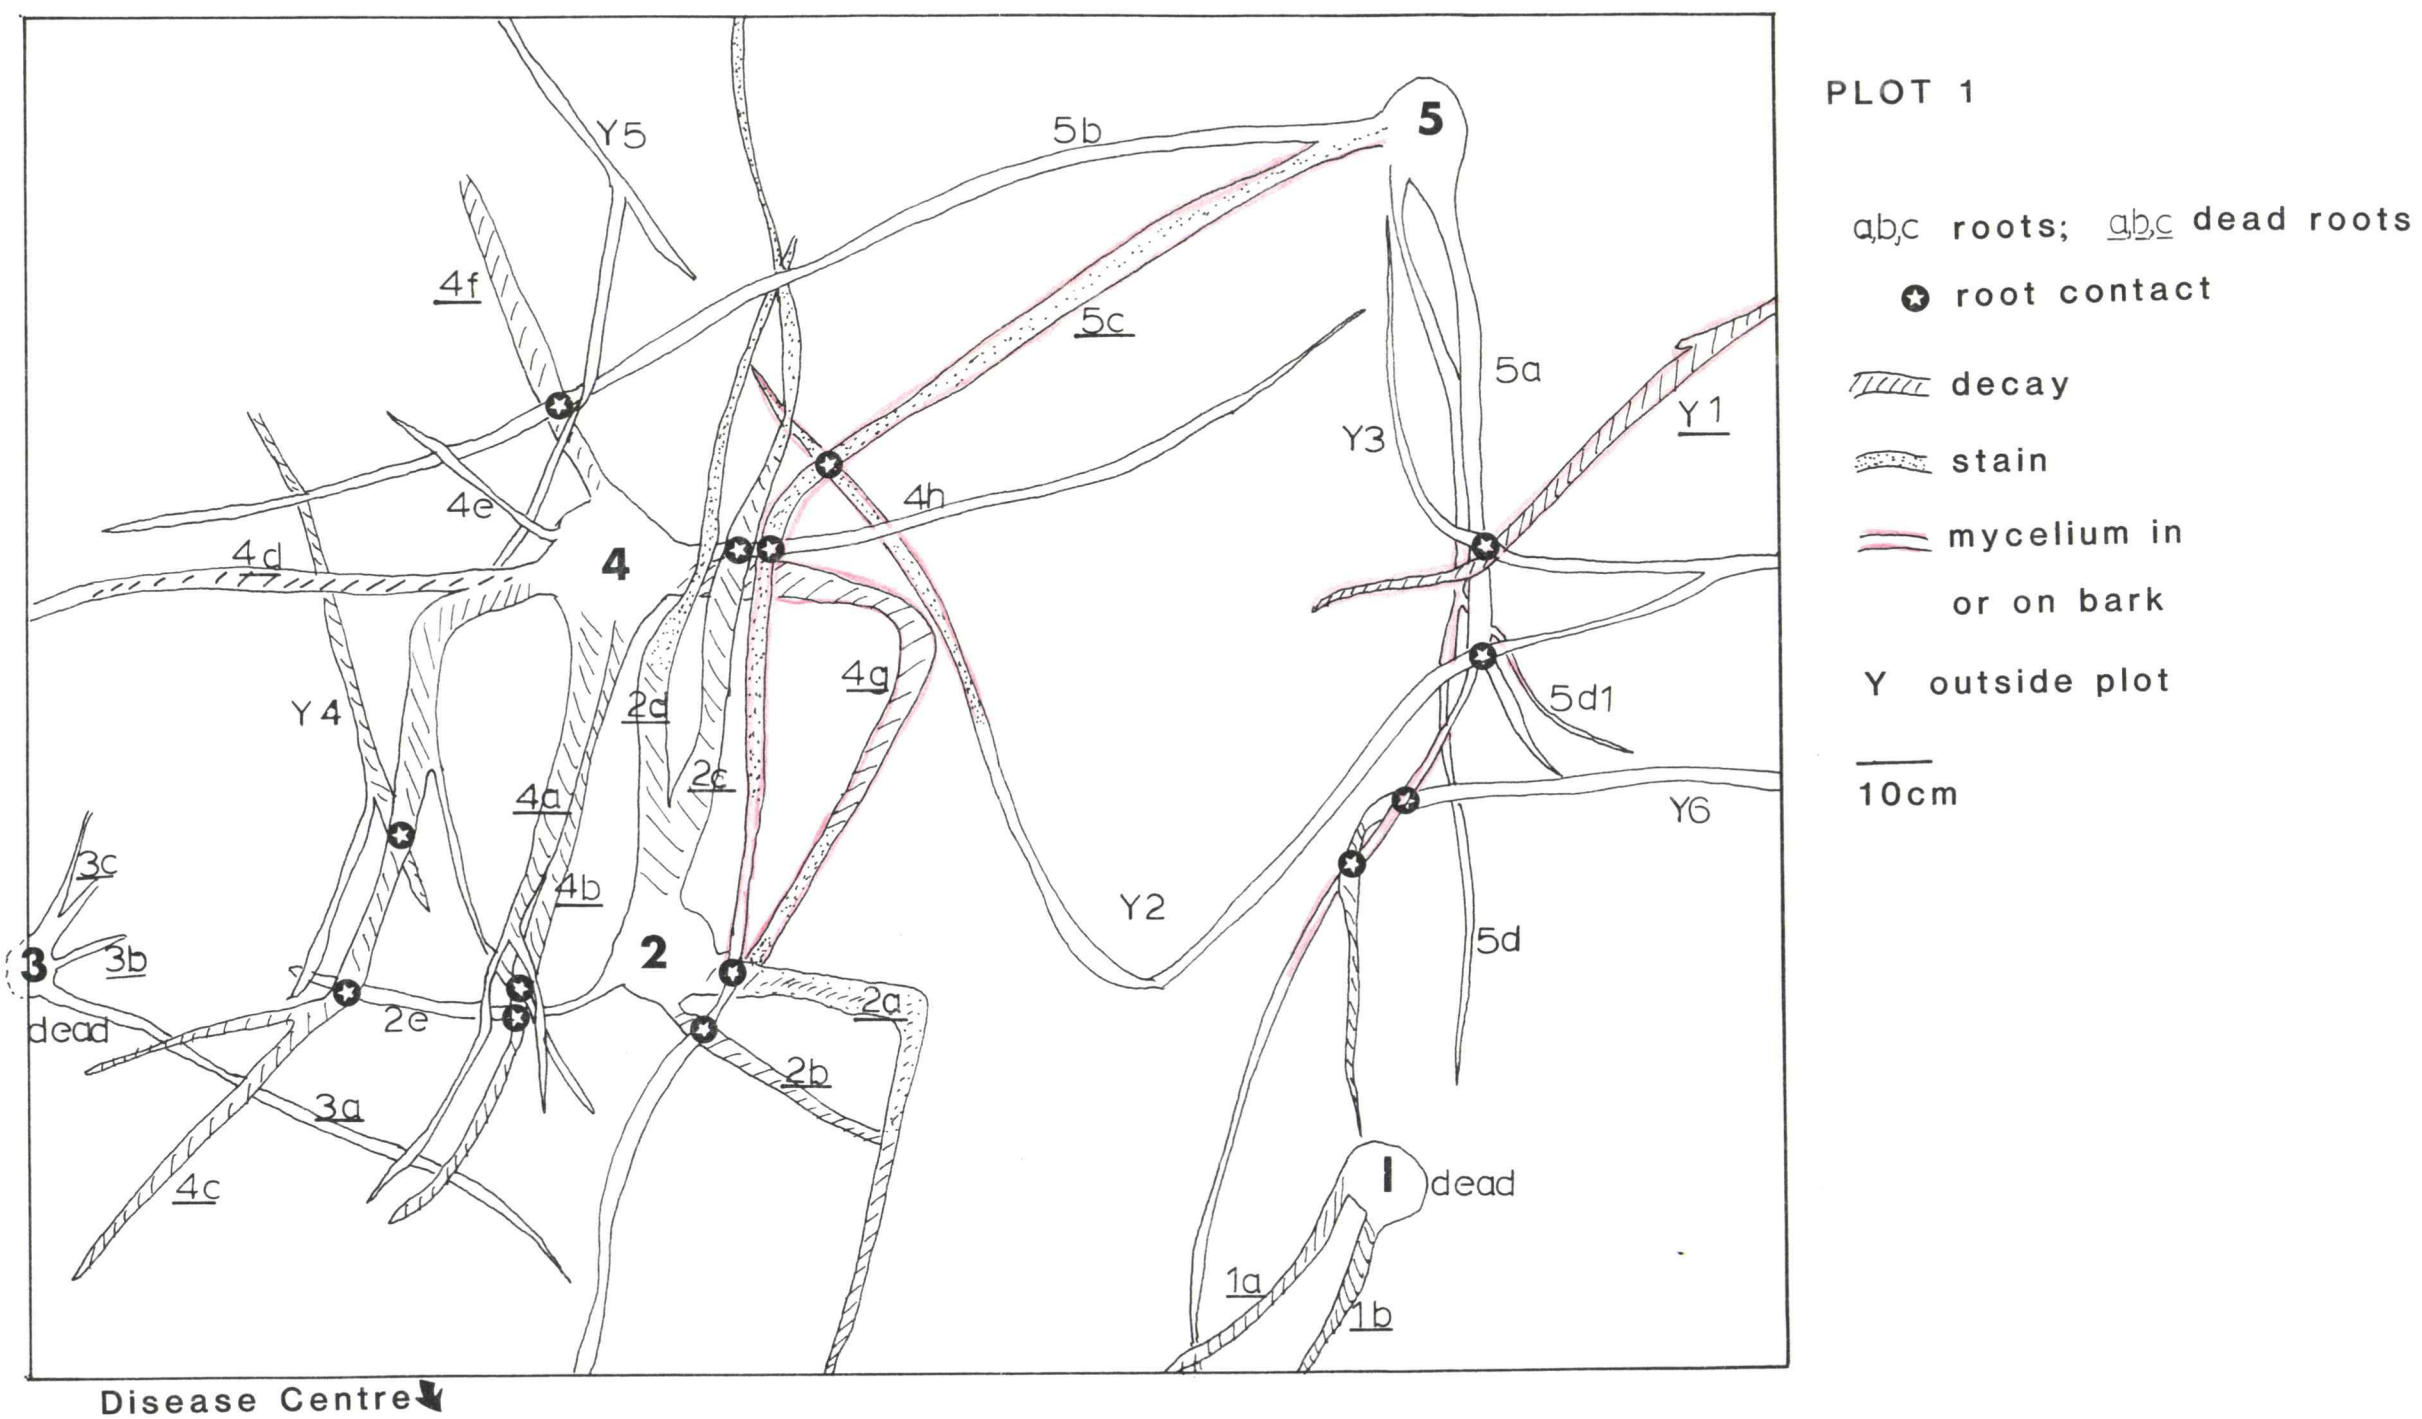 PLOT 1
a,b,c roots; a,b,c dead roots
root contact
decay
stain
mycelium in
or on bark
Y outside plot
10cm
5
5b
Y5
4f
5c
5a
Y1
Y3
4e
4h
4d
4
4g
2d
Y4
5d1
2c
4a
Y6
3c
4b
Y2
3
3b
2
5d
dead
2e
2a
2b
3a
4c
1
dead
1a
1b
Disease Centre